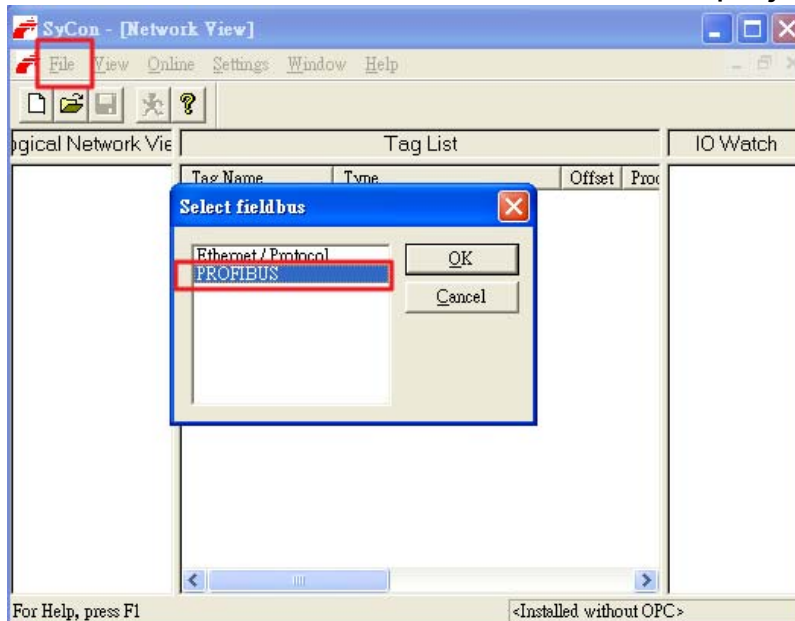 SyCon - [Network View]
File View Online Settings Window Help
ogical Network Vie
Tag List
IO Watch
Tag Name Type Offset Proc
Select fieldbus
Ethernet / Protocol
PROFIBUS
OK
Cancel
For Help, press F1
<Installed without OPC>